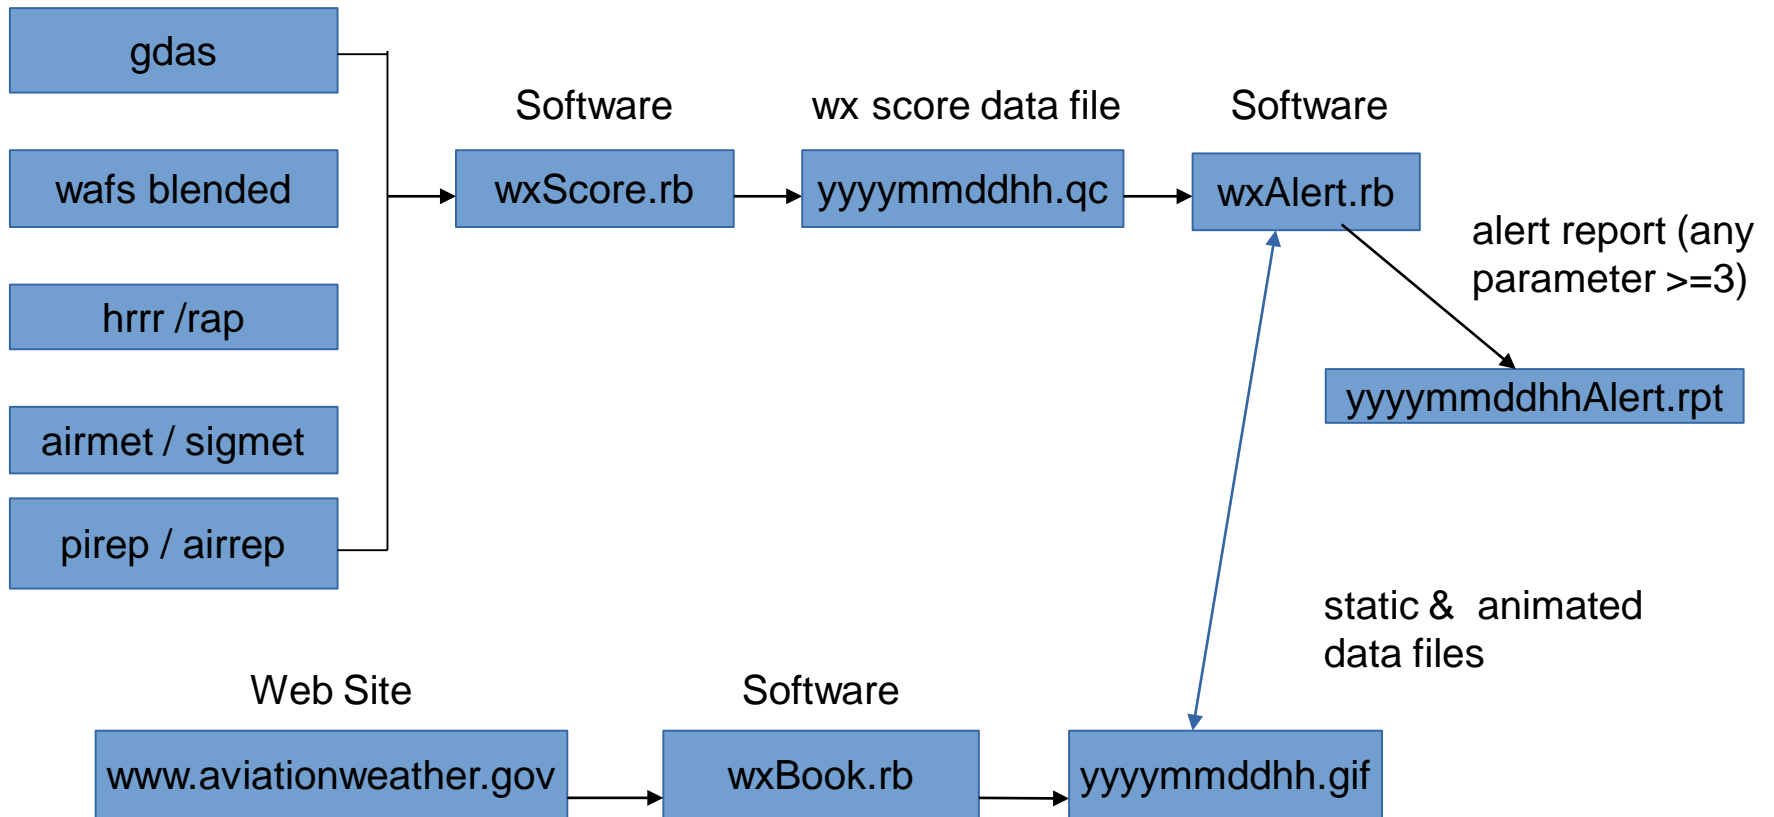 gdas
Software
wx score data file
Software
wafs blended
wxScore.rb
yyyymmddhh.qc
wxAlert.rb
alert report (any
parameter >=3)
hrrr /rap
yyyymmddhhAlert.rpt
airmet / sigmet
pirep / airrep
static & animated
data files
Web Site
Software
www.aviationweather.gov
wxBook.rb
yyyymmddhh.gif